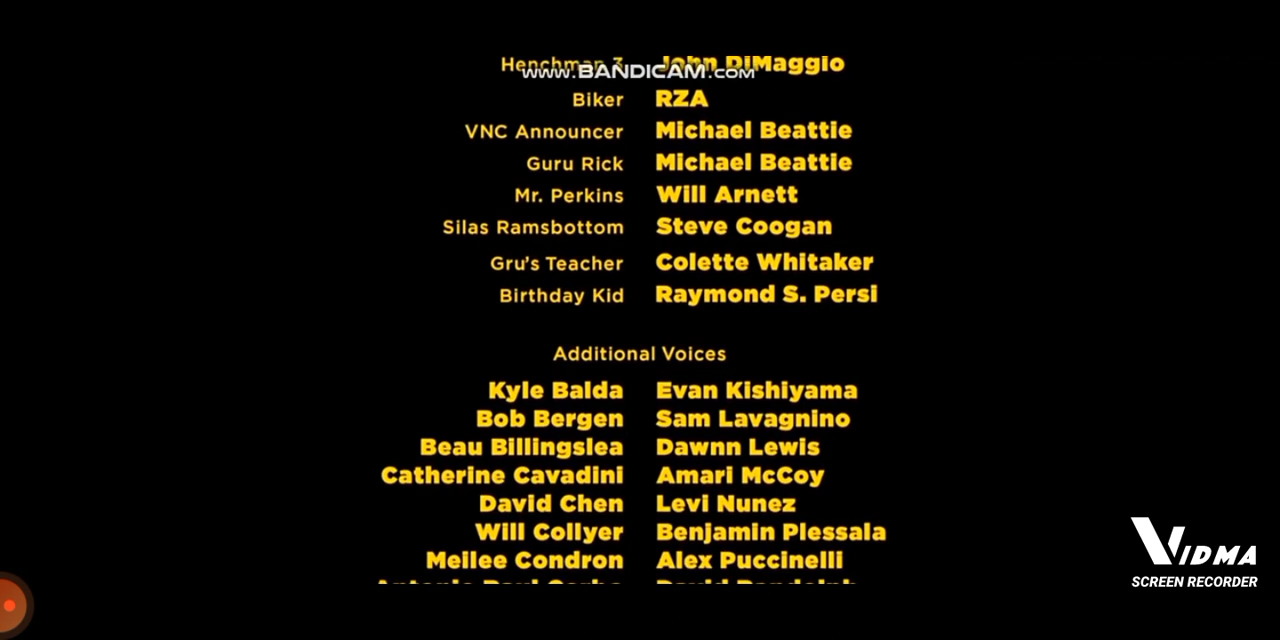 Henchman 3 John DiMaggio
www.BANDICAM.com
Biker RZA
VNC Announcer Michael Beattie
Guru Rick Michael Beattie
Mr. Perkins Will Arnett
Silas Ramsbottom Steve Coogan
Gru's Teacher Colette Whitaker
Birthday Kid Raymond S. Persi
Additional Voices
Kyle Balda Evan Kishiyama
Bob Bergen Sam Lavagnino
Beau Billingslea Dawnn Lewis
Catherine Cavadini Amari McCoy
David Chen Levi Nunez
Will Collyer Benjamin Plessala
Meilee Condron Alex Puccinelli
VIDMA
SCREEN RECORDER